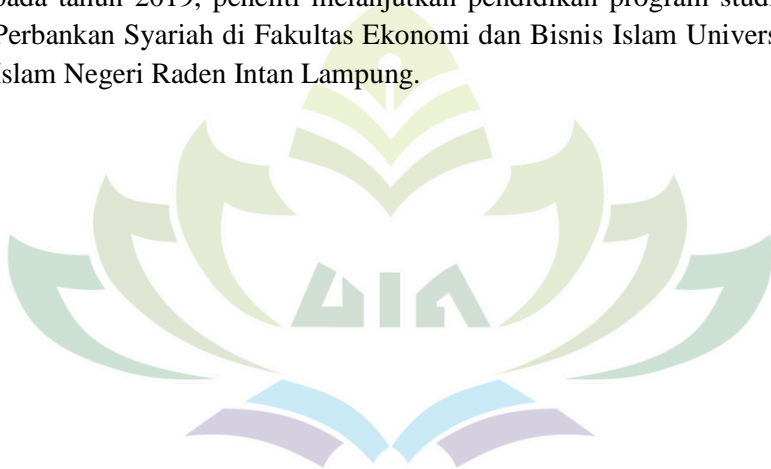 pada tahun 2019, peneliti melanjutkan pendidikan program studi
Perbankan Syariah di Fakultas Ekonomi dan Bisnis Islam Univers
Islam Negeri Raden Intan Lampung.
UIN